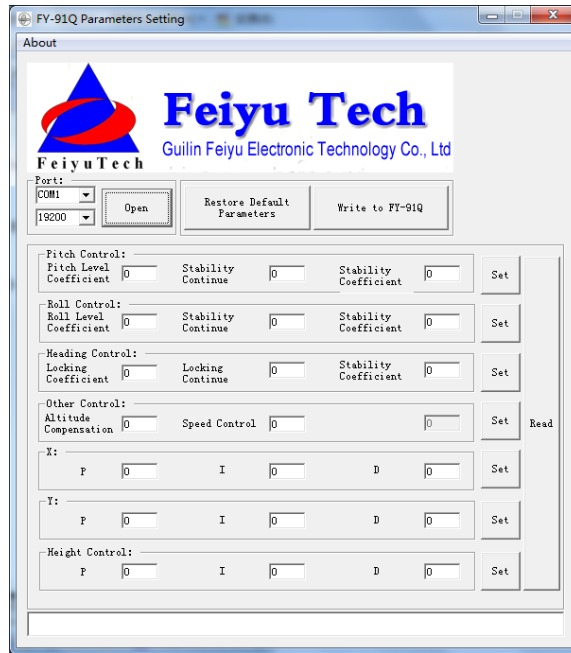 FY-91Q Parameters Setting
About
Feiyu Tech
Guilin Feiyu Electronic Technology Co., Ltd
FeiyuTech
Port:
COM1
19200
Open
Restore Default
Parameters
Write to FY-91Q
Pitch Control:
Pitch Level
Coefficient
0
Stability
Continue
0
Stability
Coefficient
0
Set
Roll Control:
Roll Level
Coefficient
0
Stability
Continue
0
Stability
Coefficient
0
Set
Heading Control:
Locking
Coefficient
0
Locking
Continue
0
Stability
Coefficient
0
Set
Other Control:
Altitude
Compensation
0
Speed Control
0
0
Set
Read
X:
P
0
I
0
D
0
Set
Y:
P
0
I
0
D
0
Set
Height Control:
P
0
I
0
D
0
Set